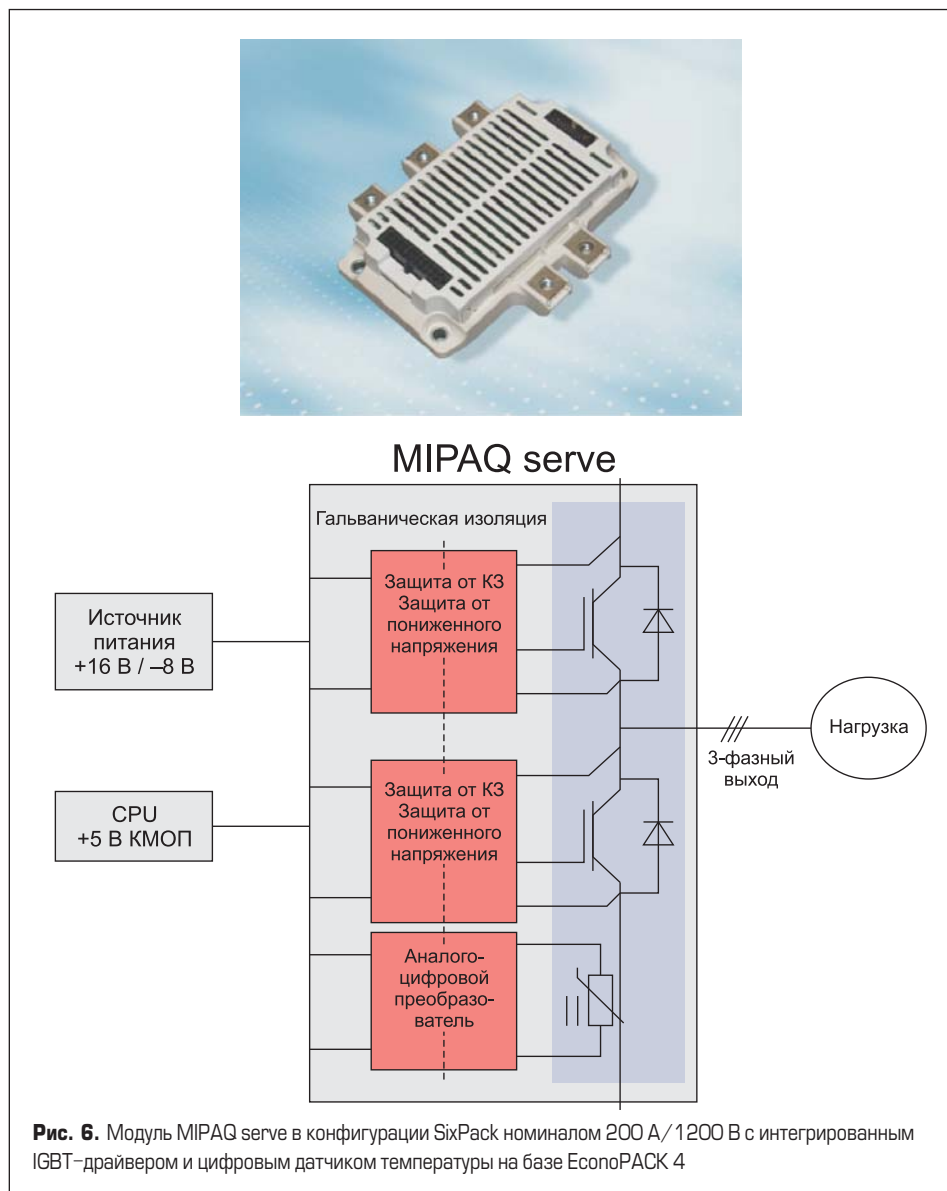 MIPAQ serve
Гальваническая изоляция
Защита от КЗ
Защита от
пониженного
напряжения
Источник
питания
+16 В / –8 В
Нагрузка
3-фазный
выход
Защита от КЗ
Защита от
пониженного
напряжения
CPU
+5 В КМОП
Аналого-
цифровой
преобразо-
ватель
Рис. 6. Модуль MIPAQ serve в конфигурации SixPack номиналом 200 А/1200 В с интегрированным
IGBT-драйвером и цифровым датчиком температуры на базе EconoPACK 4